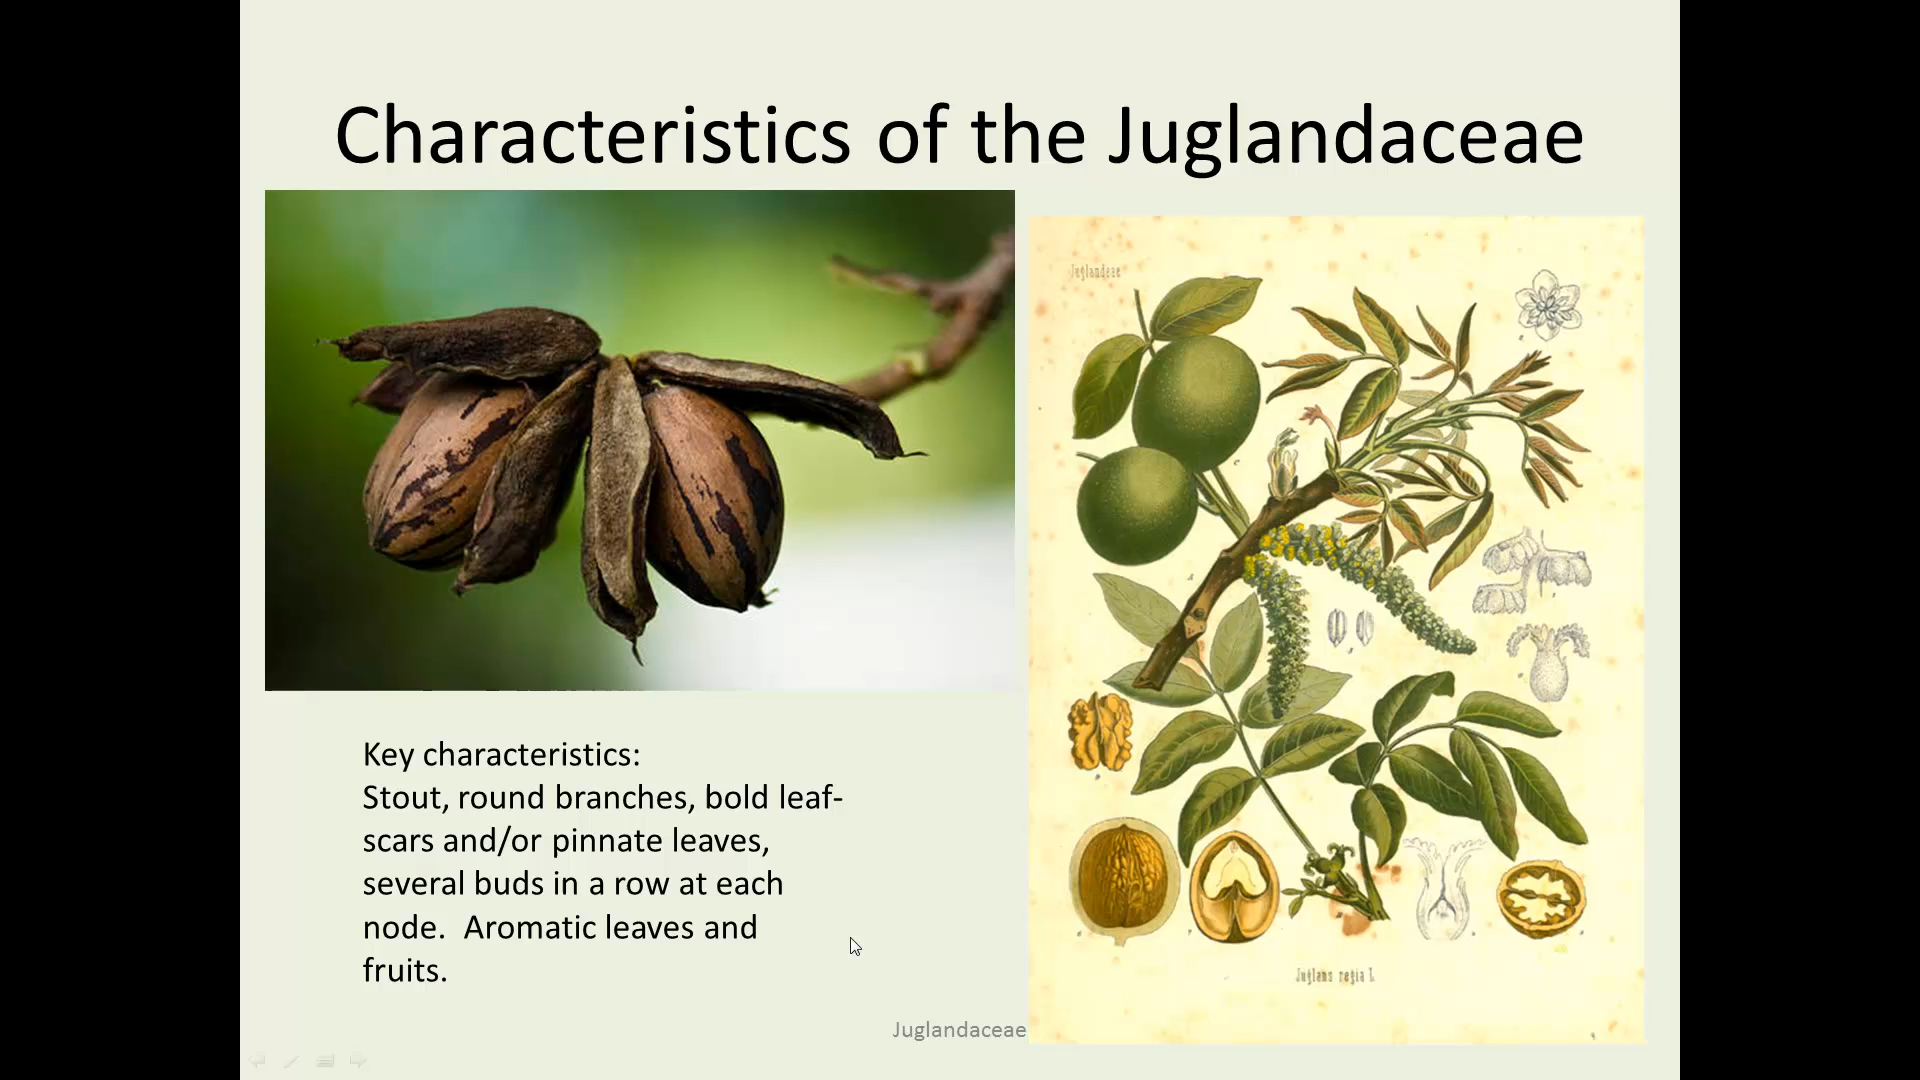 Characteristics of the Juglandaceae
Juglandeae
Key characteristics:
Stout, round branches, bold leaf-
scars and/or pinnate leaves,
several buds in a row at each
node.  Aromatic leaves and
fruits.
Juglans regia L.
Juglandaceae